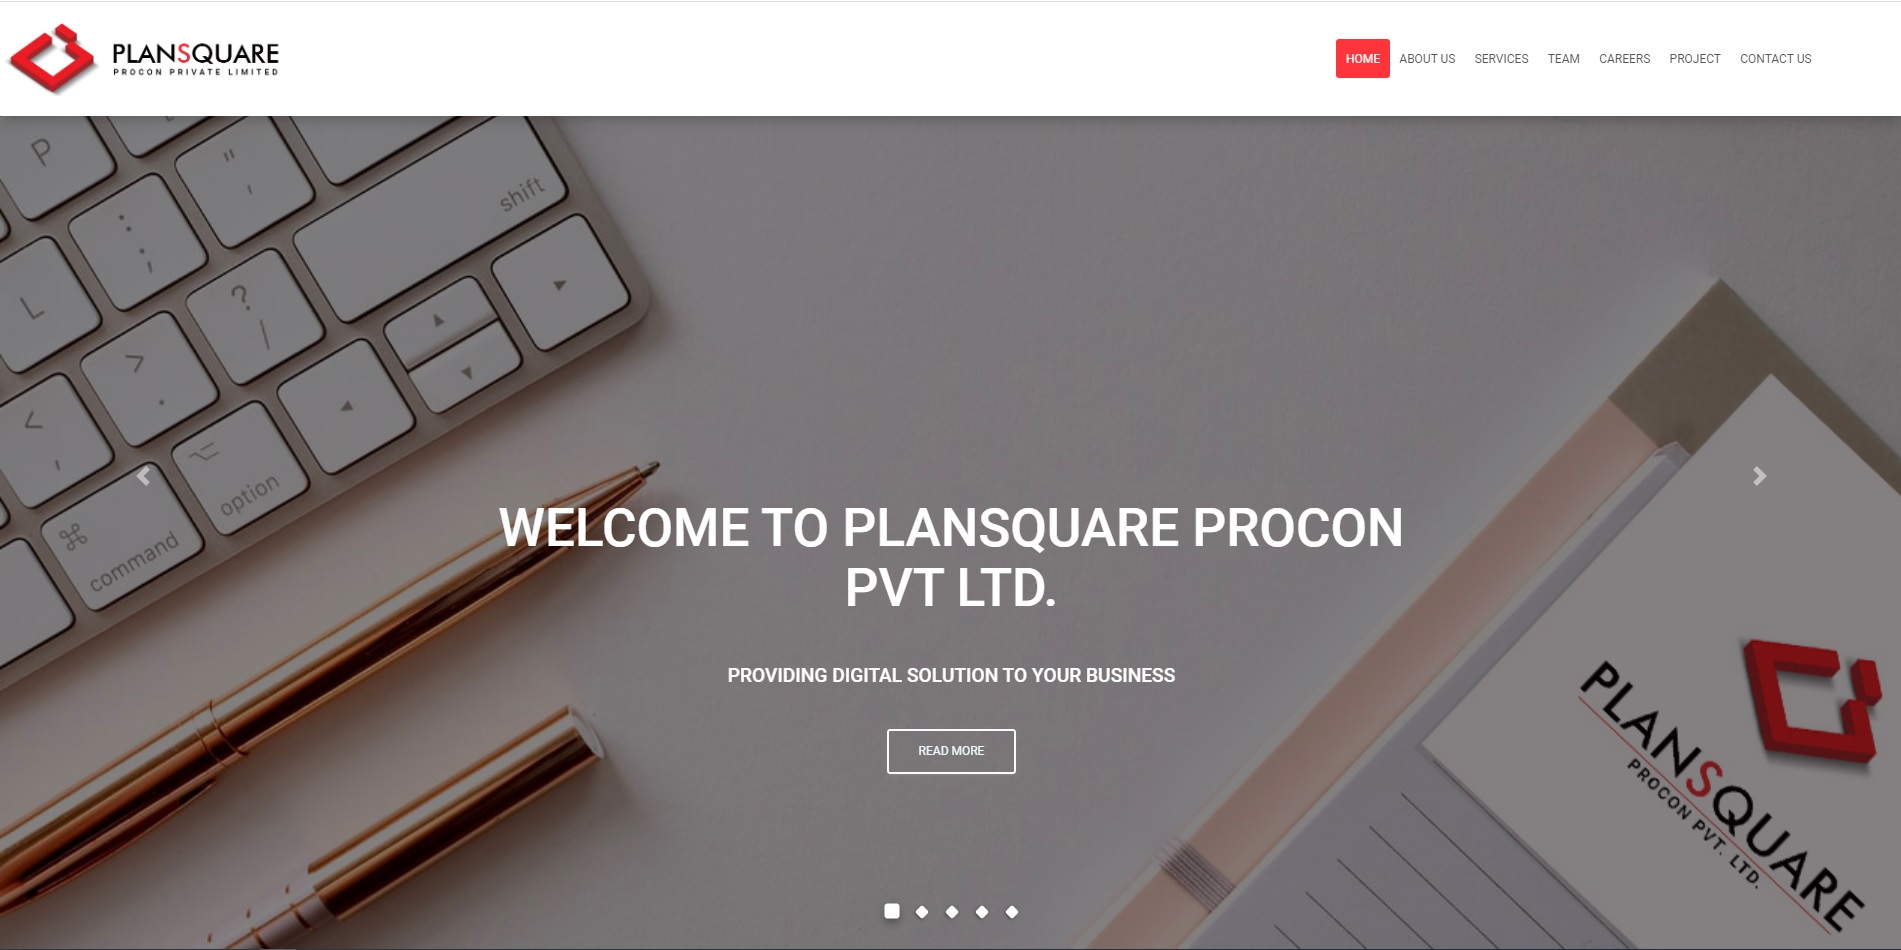 PLANSQUARE
PROCON PRIVATE LIMITED
HOME ABOUT US SERVICES TEAM CAREERS PROJECT CONTACT US
P
" '
shift
: ;
L
? /
>
.
<
,
option
command
WELCOME TO PLANSQUARE PROCON
PVT LTD.
PROVIDING DIGITAL SOLUTION TO YOUR BUSINESS
READ MORE
PLANSQUARE
PROCON PVT. LTD.